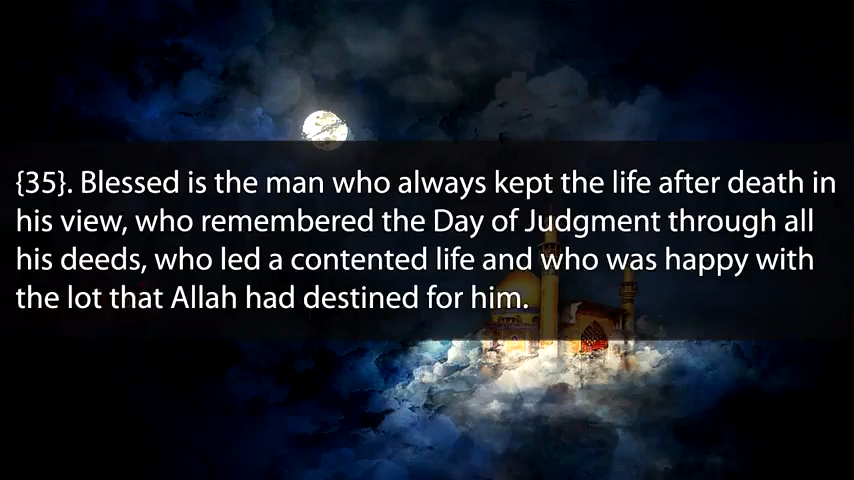 {35}. Blessed is the man who always kept the life after death in
his view, who remembered the Day of Judgment through all
his deeds, who led a contented life and who was happy with
the lot that Allah had destined for him.